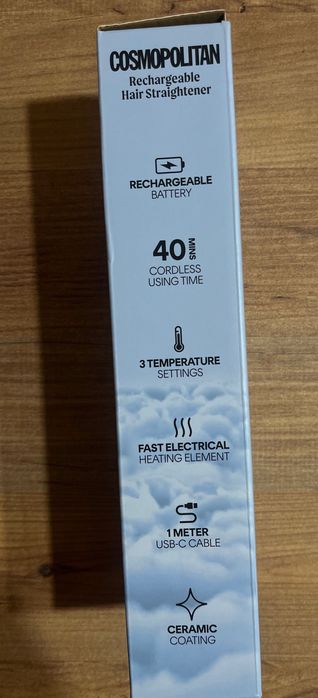 COSMOPOLITAN
Rechargeable
Hair Straightener
RECHARGEABLE
BATTERY
40 MINS
CORDLESS
USING TIME
3 TEMPERATURE
SETTINGS
FAST ELECTRICAL
HEATING ELEMENT
1 METER
USB-C CABLE
CERAMIC
COATING